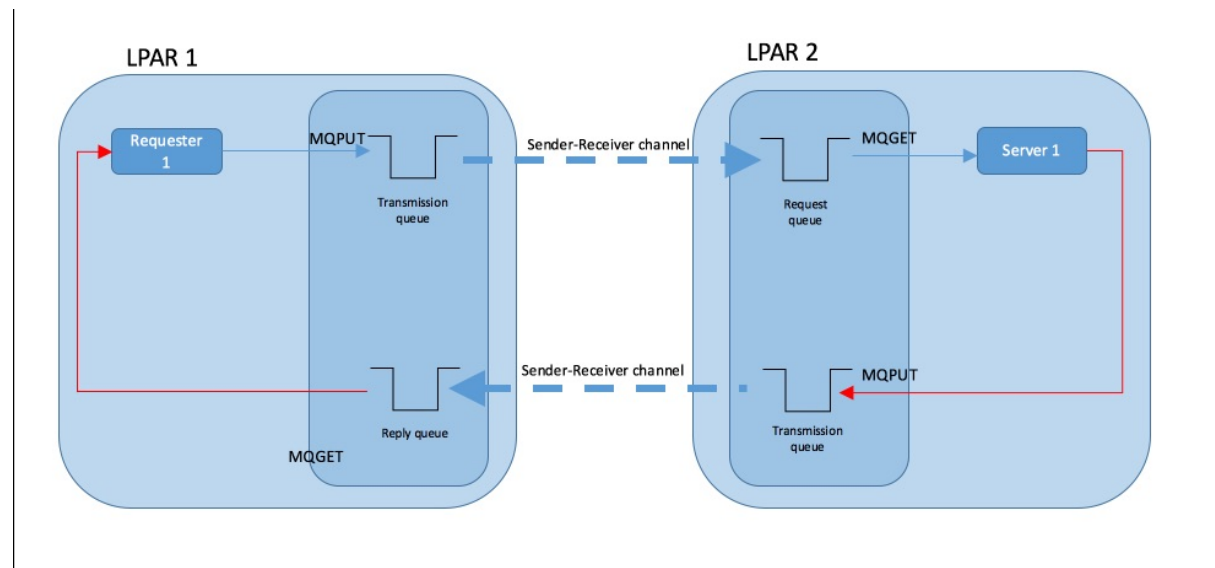 LPAR 1
LPAR 2
Requester
1
MQPUT
Transmission
queue
Sender-Receiver channel
Request
queue
MQGET
Server 1
Reply queue
MQGET
Sender-Receiver channel
Transmission
queue
MQPUT